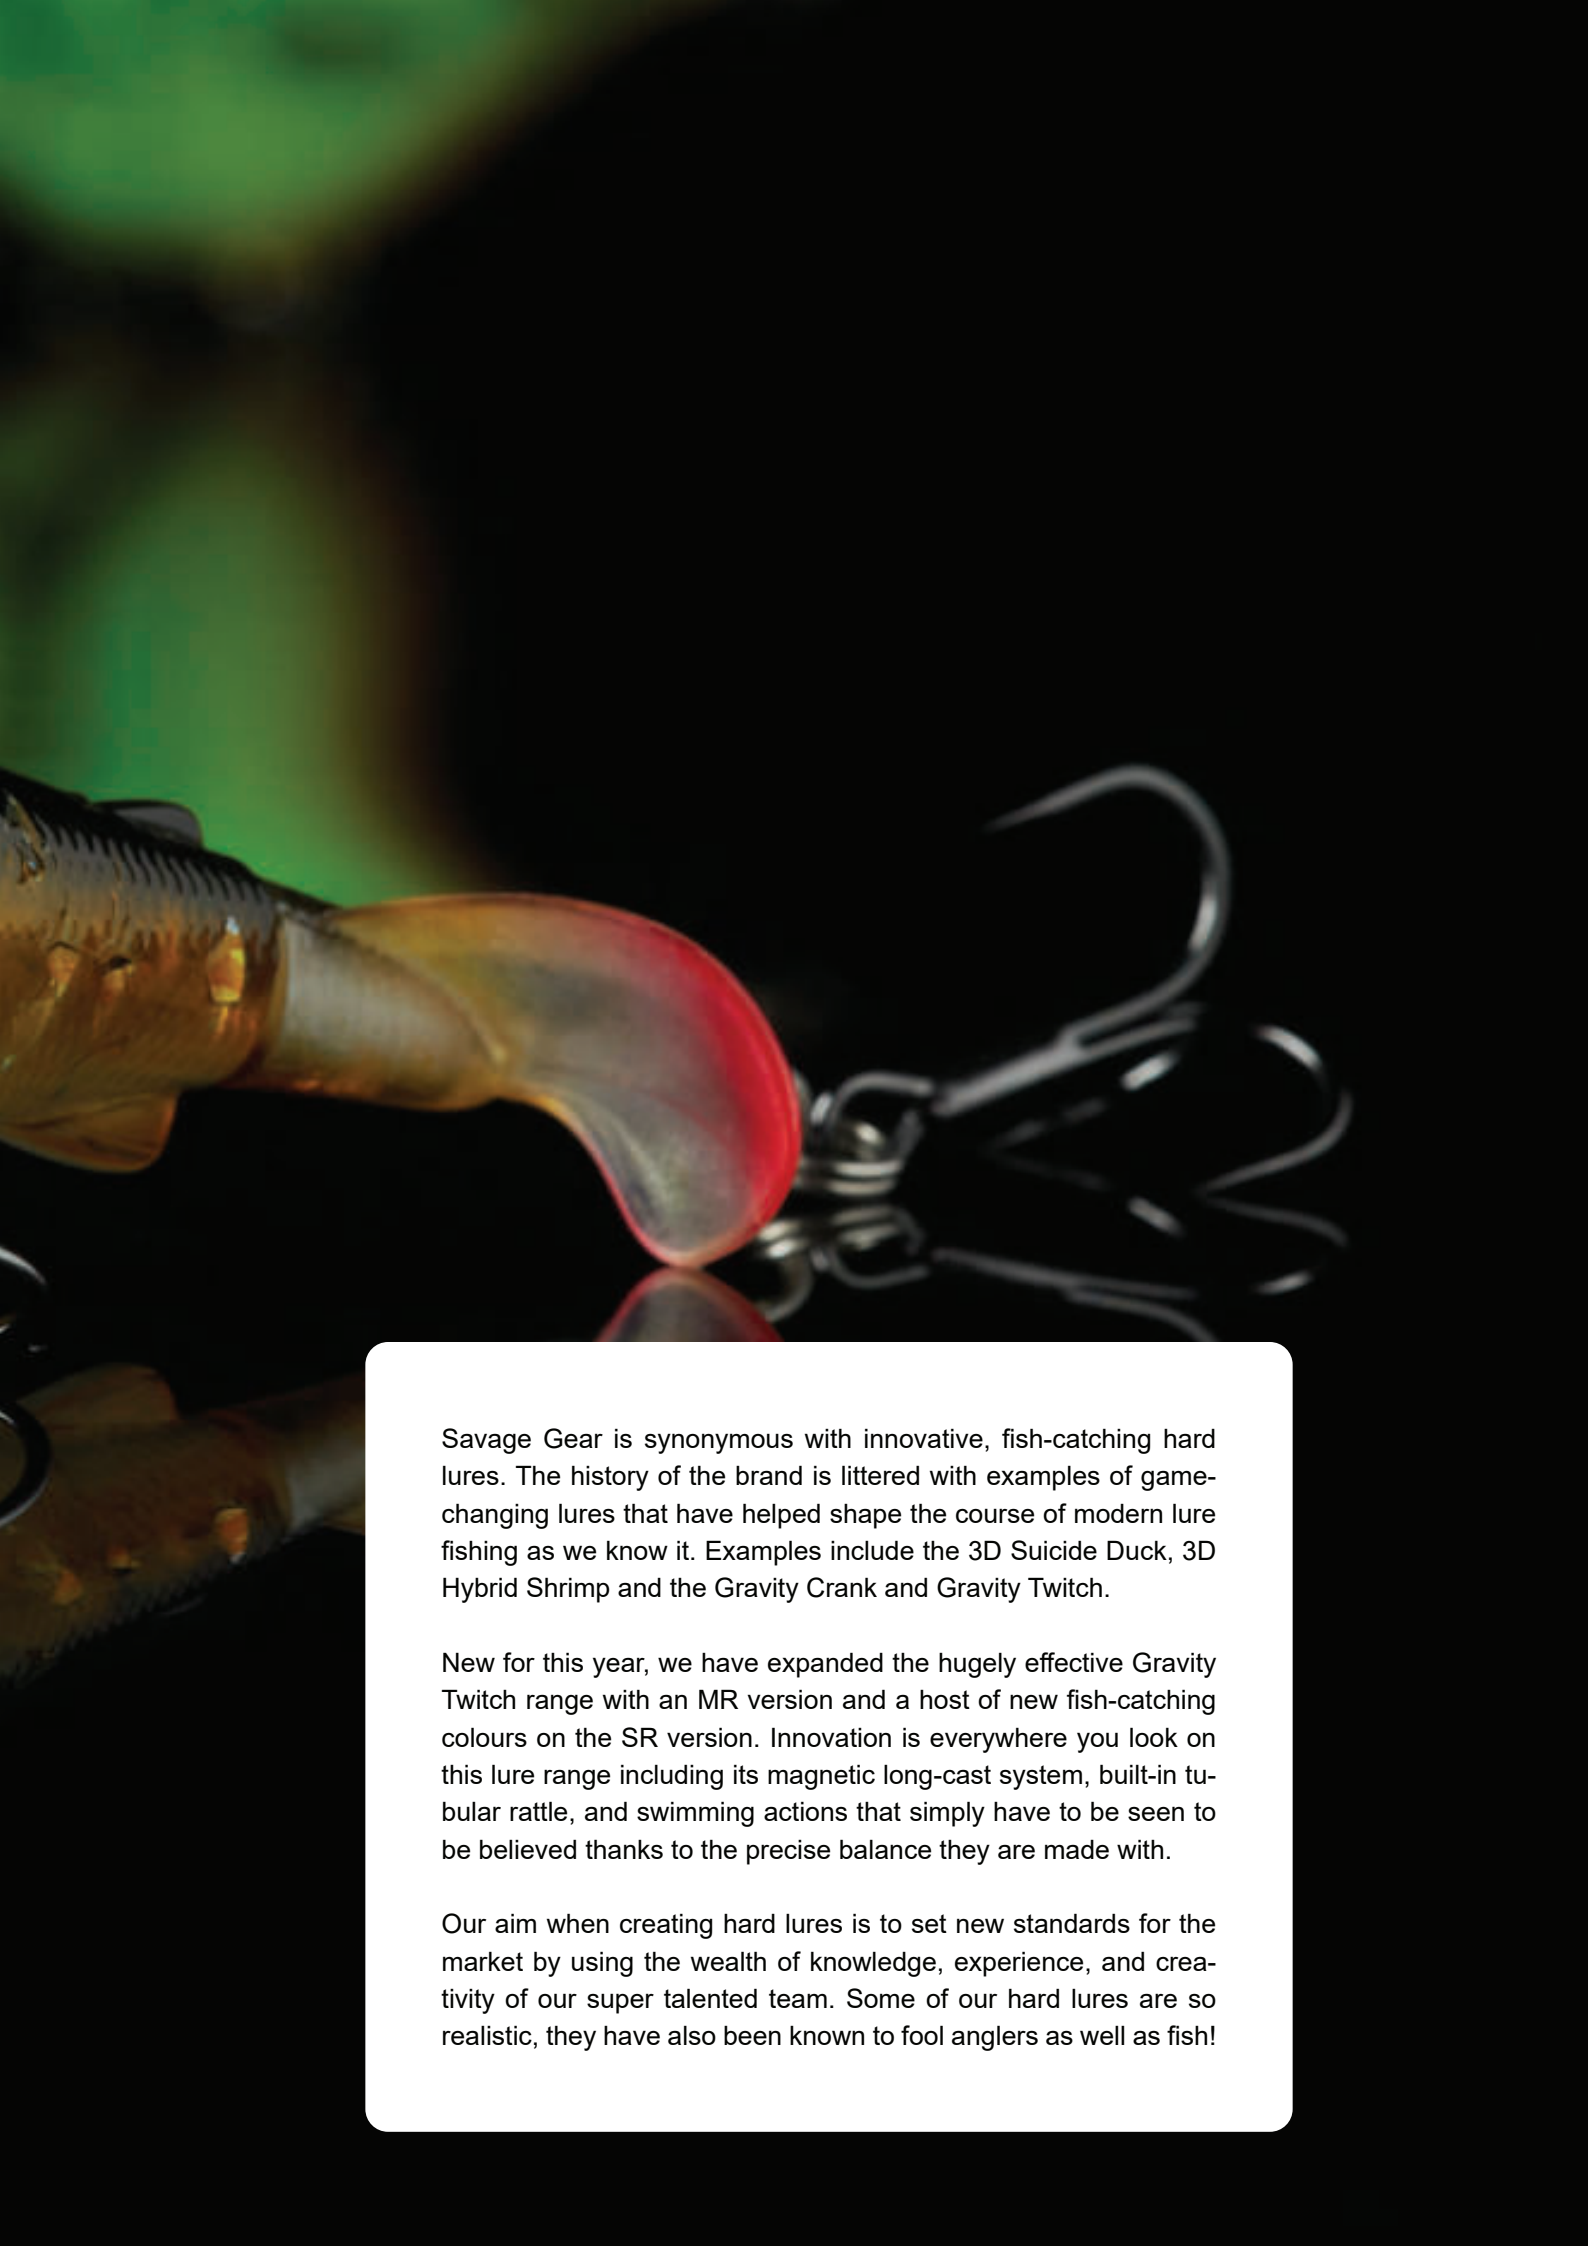 Savage Gear is synonymous with innovative, fish-catching hard
lures. The history of the brand is littered with examples of game-
changing lures that have helped shape the course of modern lure
fishing as we know it. Examples include the 3D Suicide Duck, 3D
Hybrid Shrimp and the Gravity Crank and Gravity Twitch.
New for this year, we have expanded the hugely effective Gravity
Twitch range with an MR version and a host of new fish-catching
colours on the SR version. Innovation is everywhere you look on
this lure range including its magnetic long-cast system, built-in tu-
bular rattle, and swimming actions that simply have to be seen to
be believed thanks to the precise balance they are made with.
Our aim when creating hard lures is to set new standards for the
market by using the wealth of knowledge, experience, and crea-
tivity of our super talented team. Some of our hard lures are so
realistic, they have also been known to fool anglers as well as fish!